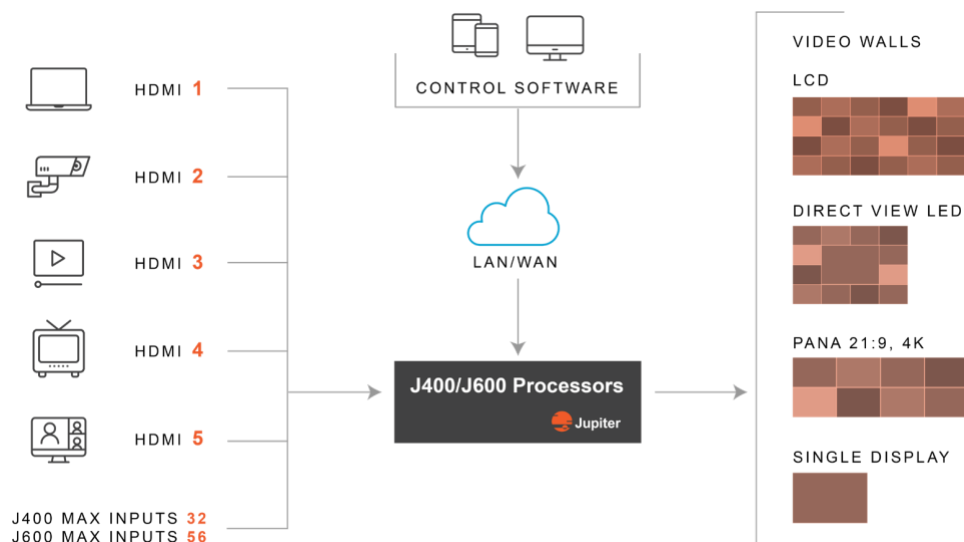 HDMI 1
HDMI 2
HDMI 3
HDMI 4
HDMI 5
J400 MAX INPUTS 32
J600 MAX INPUTS 56
CONTROL SOFTWARE
LAN/WAN
J400/J600 Processors
Jupiter
VIDEO WALLS
LCD
DIRECT VIEW LED
PANA 21:9, 4K
SINGLE DISPLAY